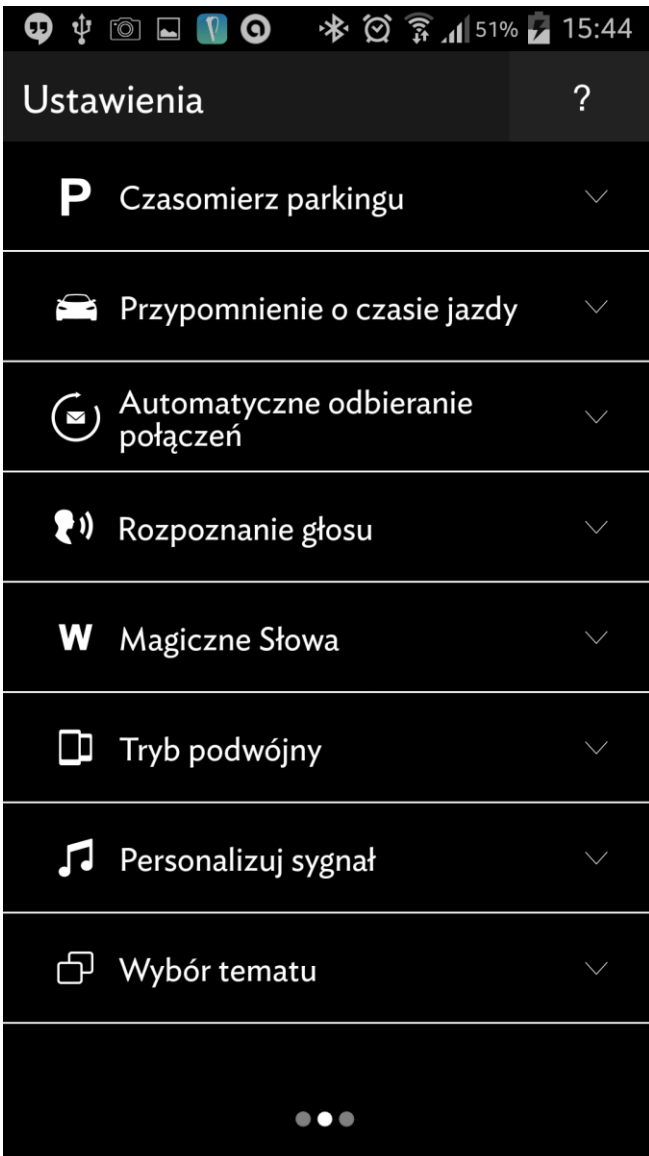 51% 15:44
Ustawienia ?
P Czasomierz parkingu
Przypomnienie o czasie jazdy
Automatyczne odbieranie
połączeń
Rozpoznanie głosu
W Magiczne Słowa
Tryb podwójny
Personalizuj sygnał
Wybór tematu